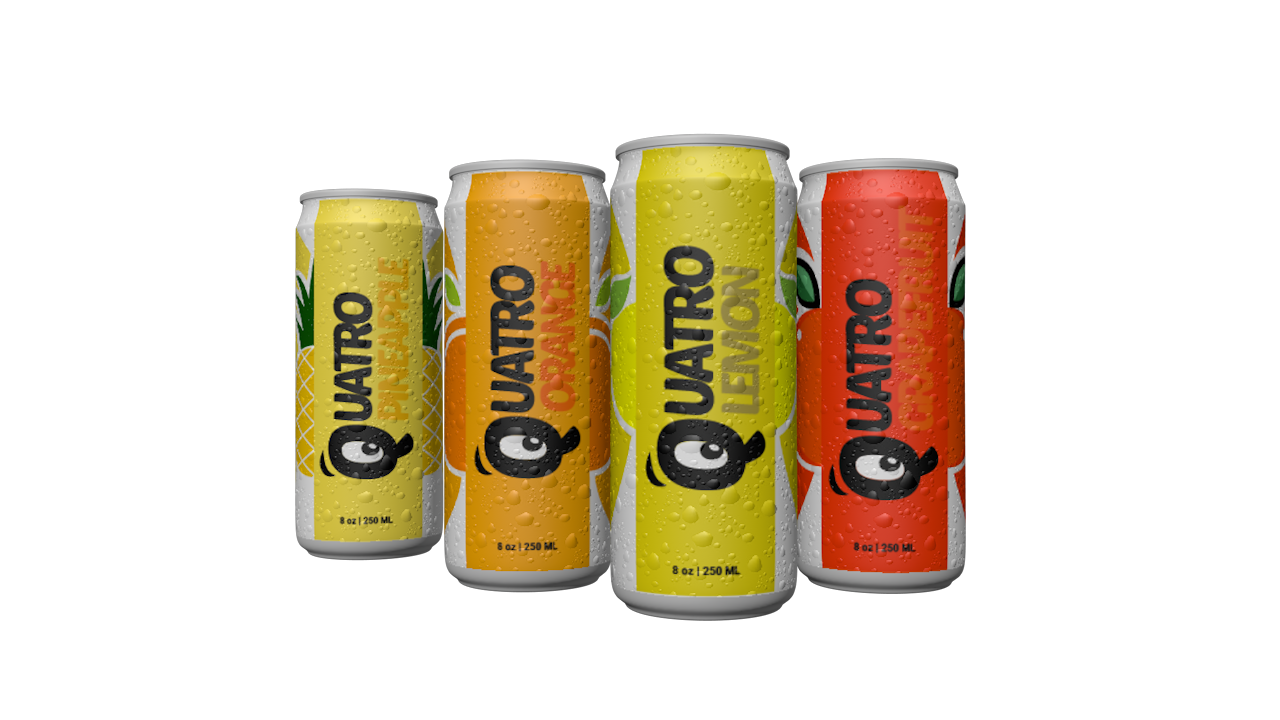 QUATRO
PINEAPPLE
8 oz | 250 ML
QUATRO
ORANGE
8 oz | 250 ML
QUATRO
LEMON
8 oz | 250 ML
QUATRO
GRAPEFRUIT
8 oz | 250 ML